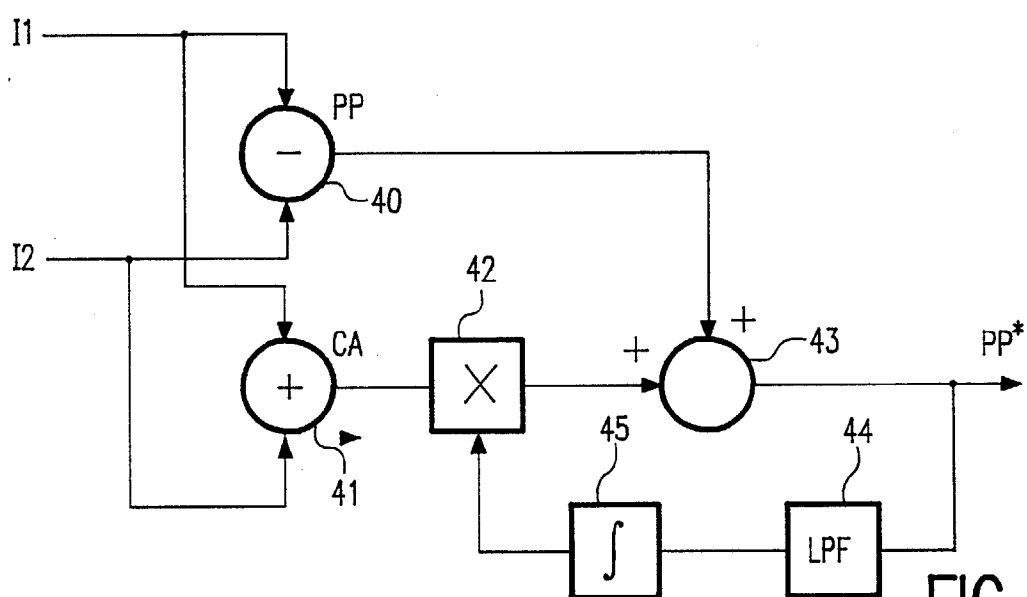 I1
PP
−
40
I2
42
CA
+
+
43
PP*
+
×
45
44
41
∫
LPF
FIG